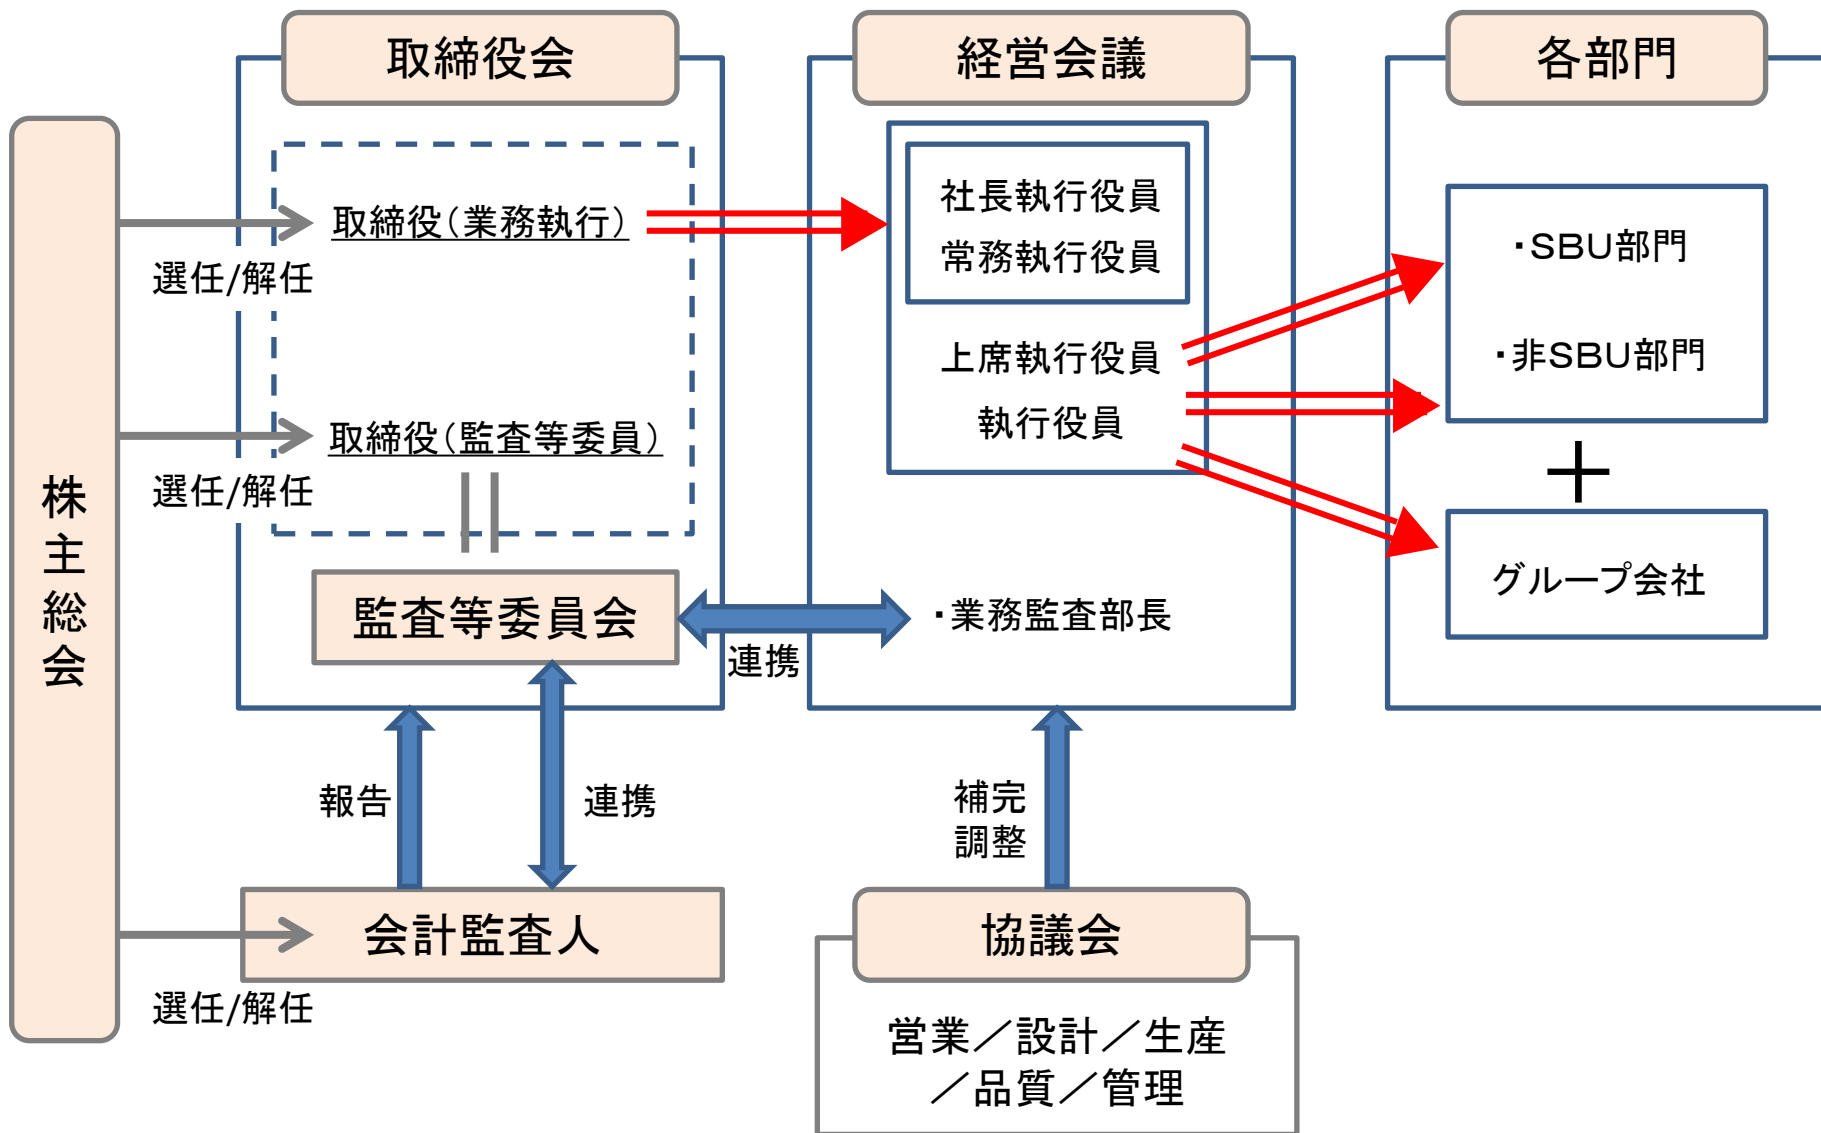 株主総会
取締役会
取締役(業務執行)
選任/解任
取締役(監査等委員)
選任/解任
監査等委員会
連携
報告
連携
会計監査人
選任/解任
経営会議
社長執行役員
常務執行役員
上席執行役員
執行役員
・業務監査部長
補完
調整
協議会
営業／設計／生産
／品質／管理
各部門
・SBU部門
・非SBU部門
＋
グループ会社